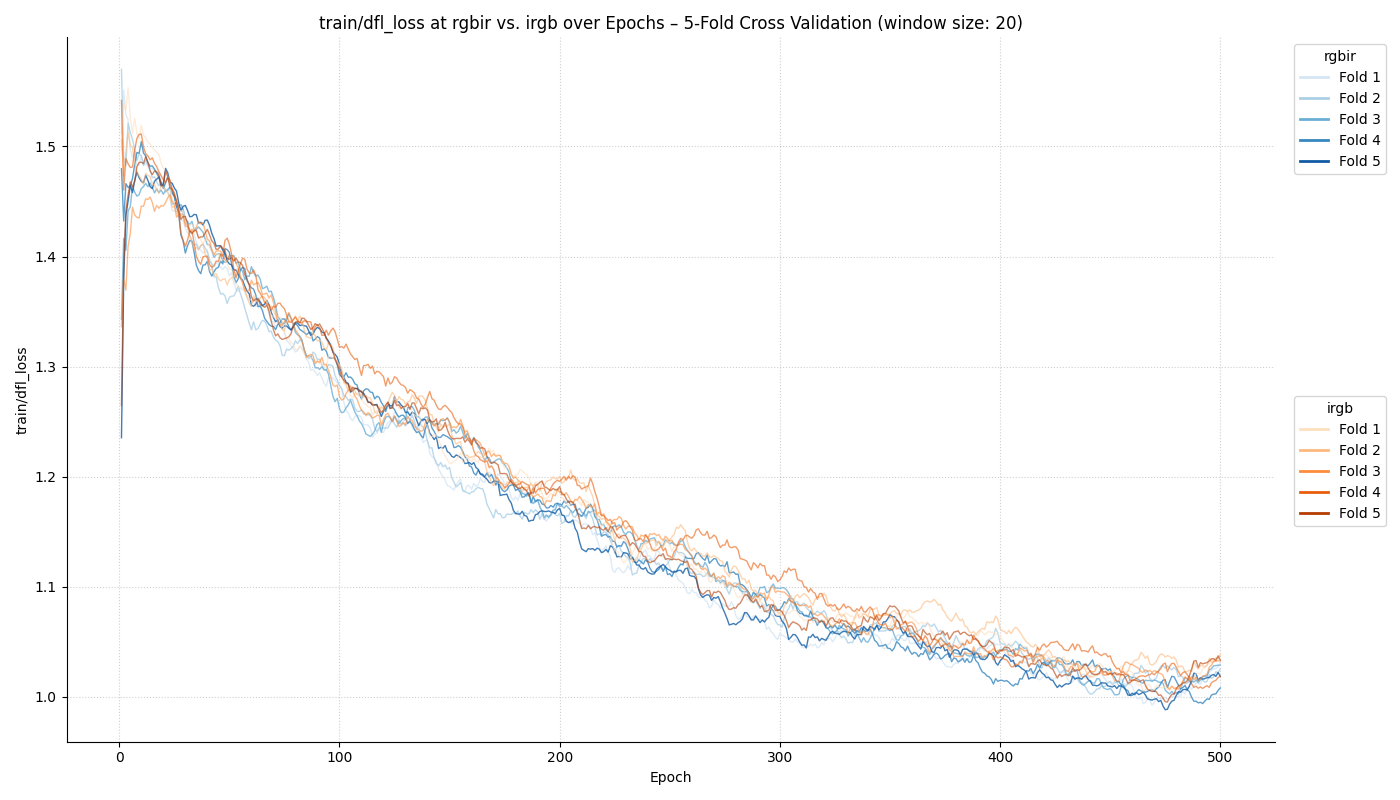 train/dfl_loss at rgbir vs. irgb over Epochs – 5-Fold Cross Validation (window size: 20)
train/dfl_loss
1.5
1.4
1.3
1.2
1.1
1.0
0
100
200
300
400
500
Epoch
rgbir
Fold 1
Fold 2
Fold 3
Fold 4
Fold 5
irgb
Fold 1
Fold 2
Fold 3
Fold 4
Fold 5